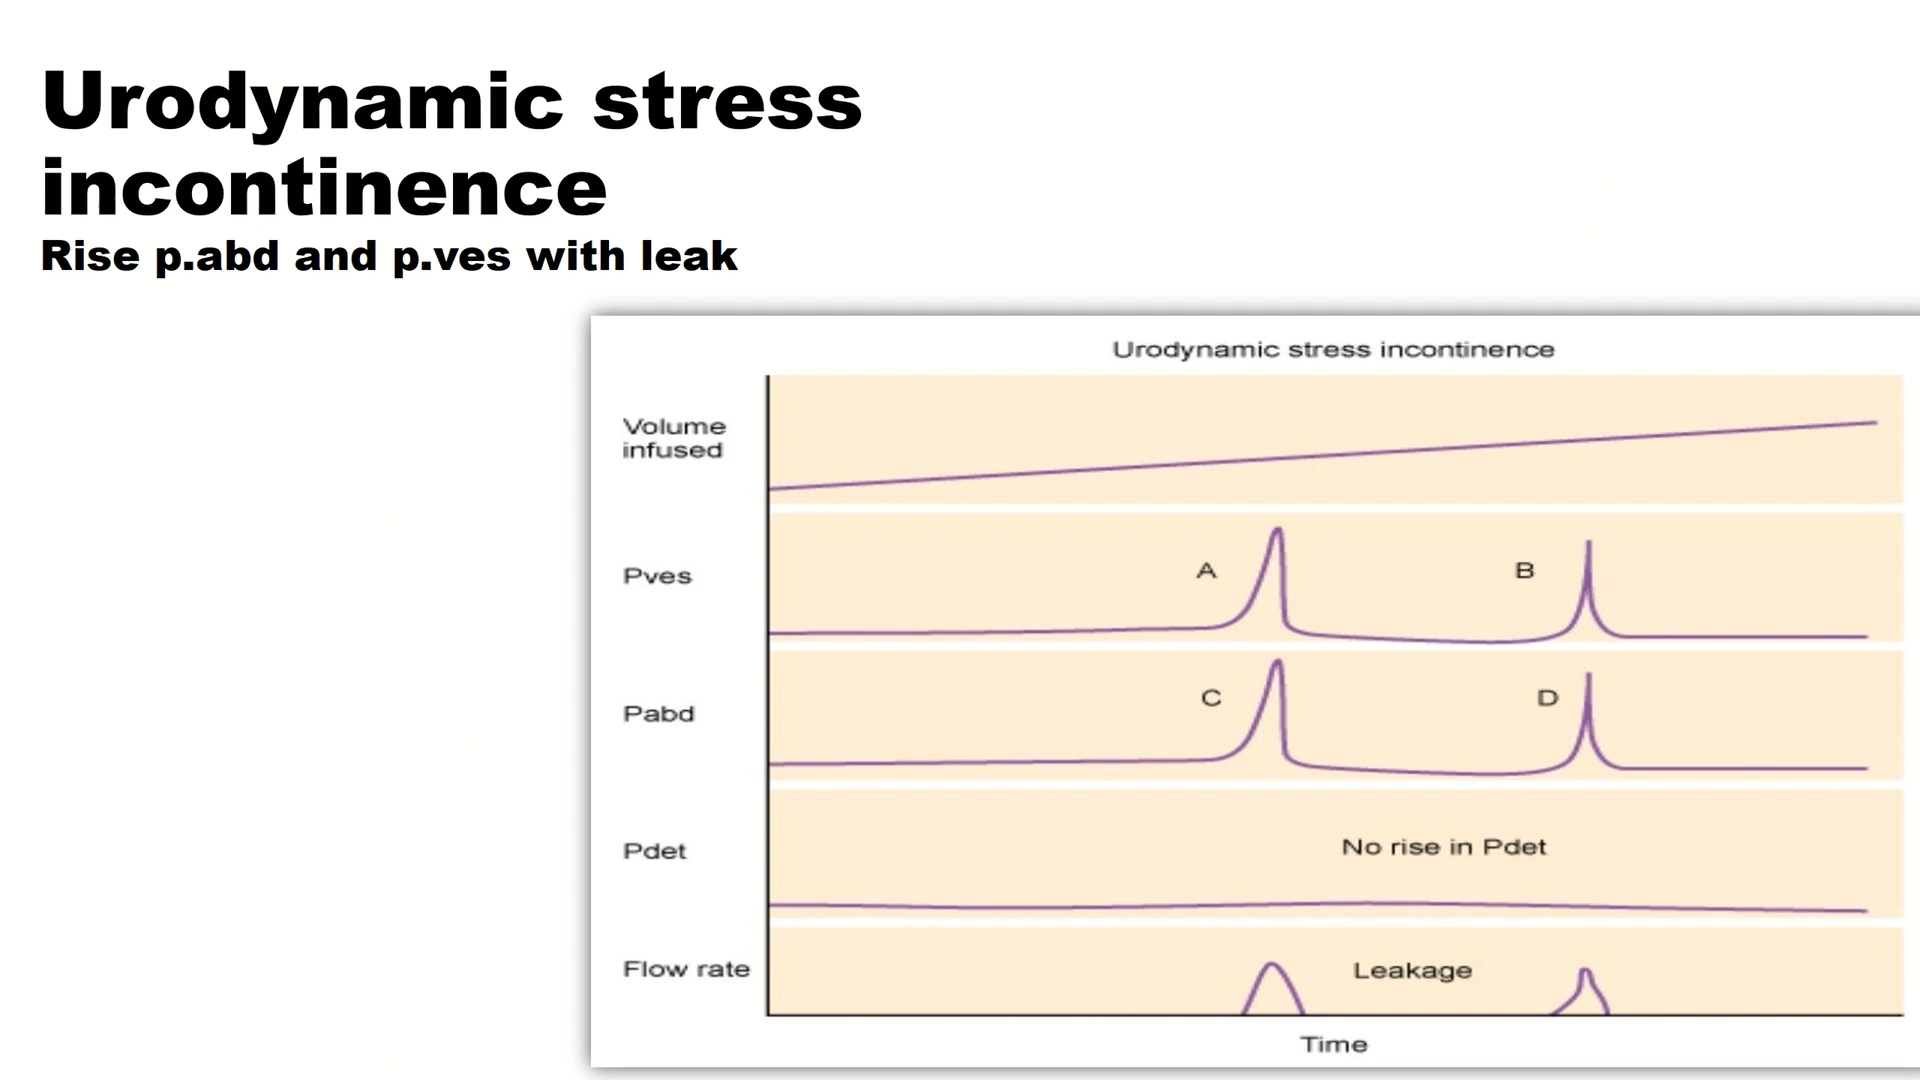 Urodynamic stress
incontinence
Rise p.abd and p.ves with leak
Urodynamic stress incontinence
Volume
infused
Pves
A
B
Pabd
C
D
Pdet
No rise in Pdet
Flow rate
Leakage
Time